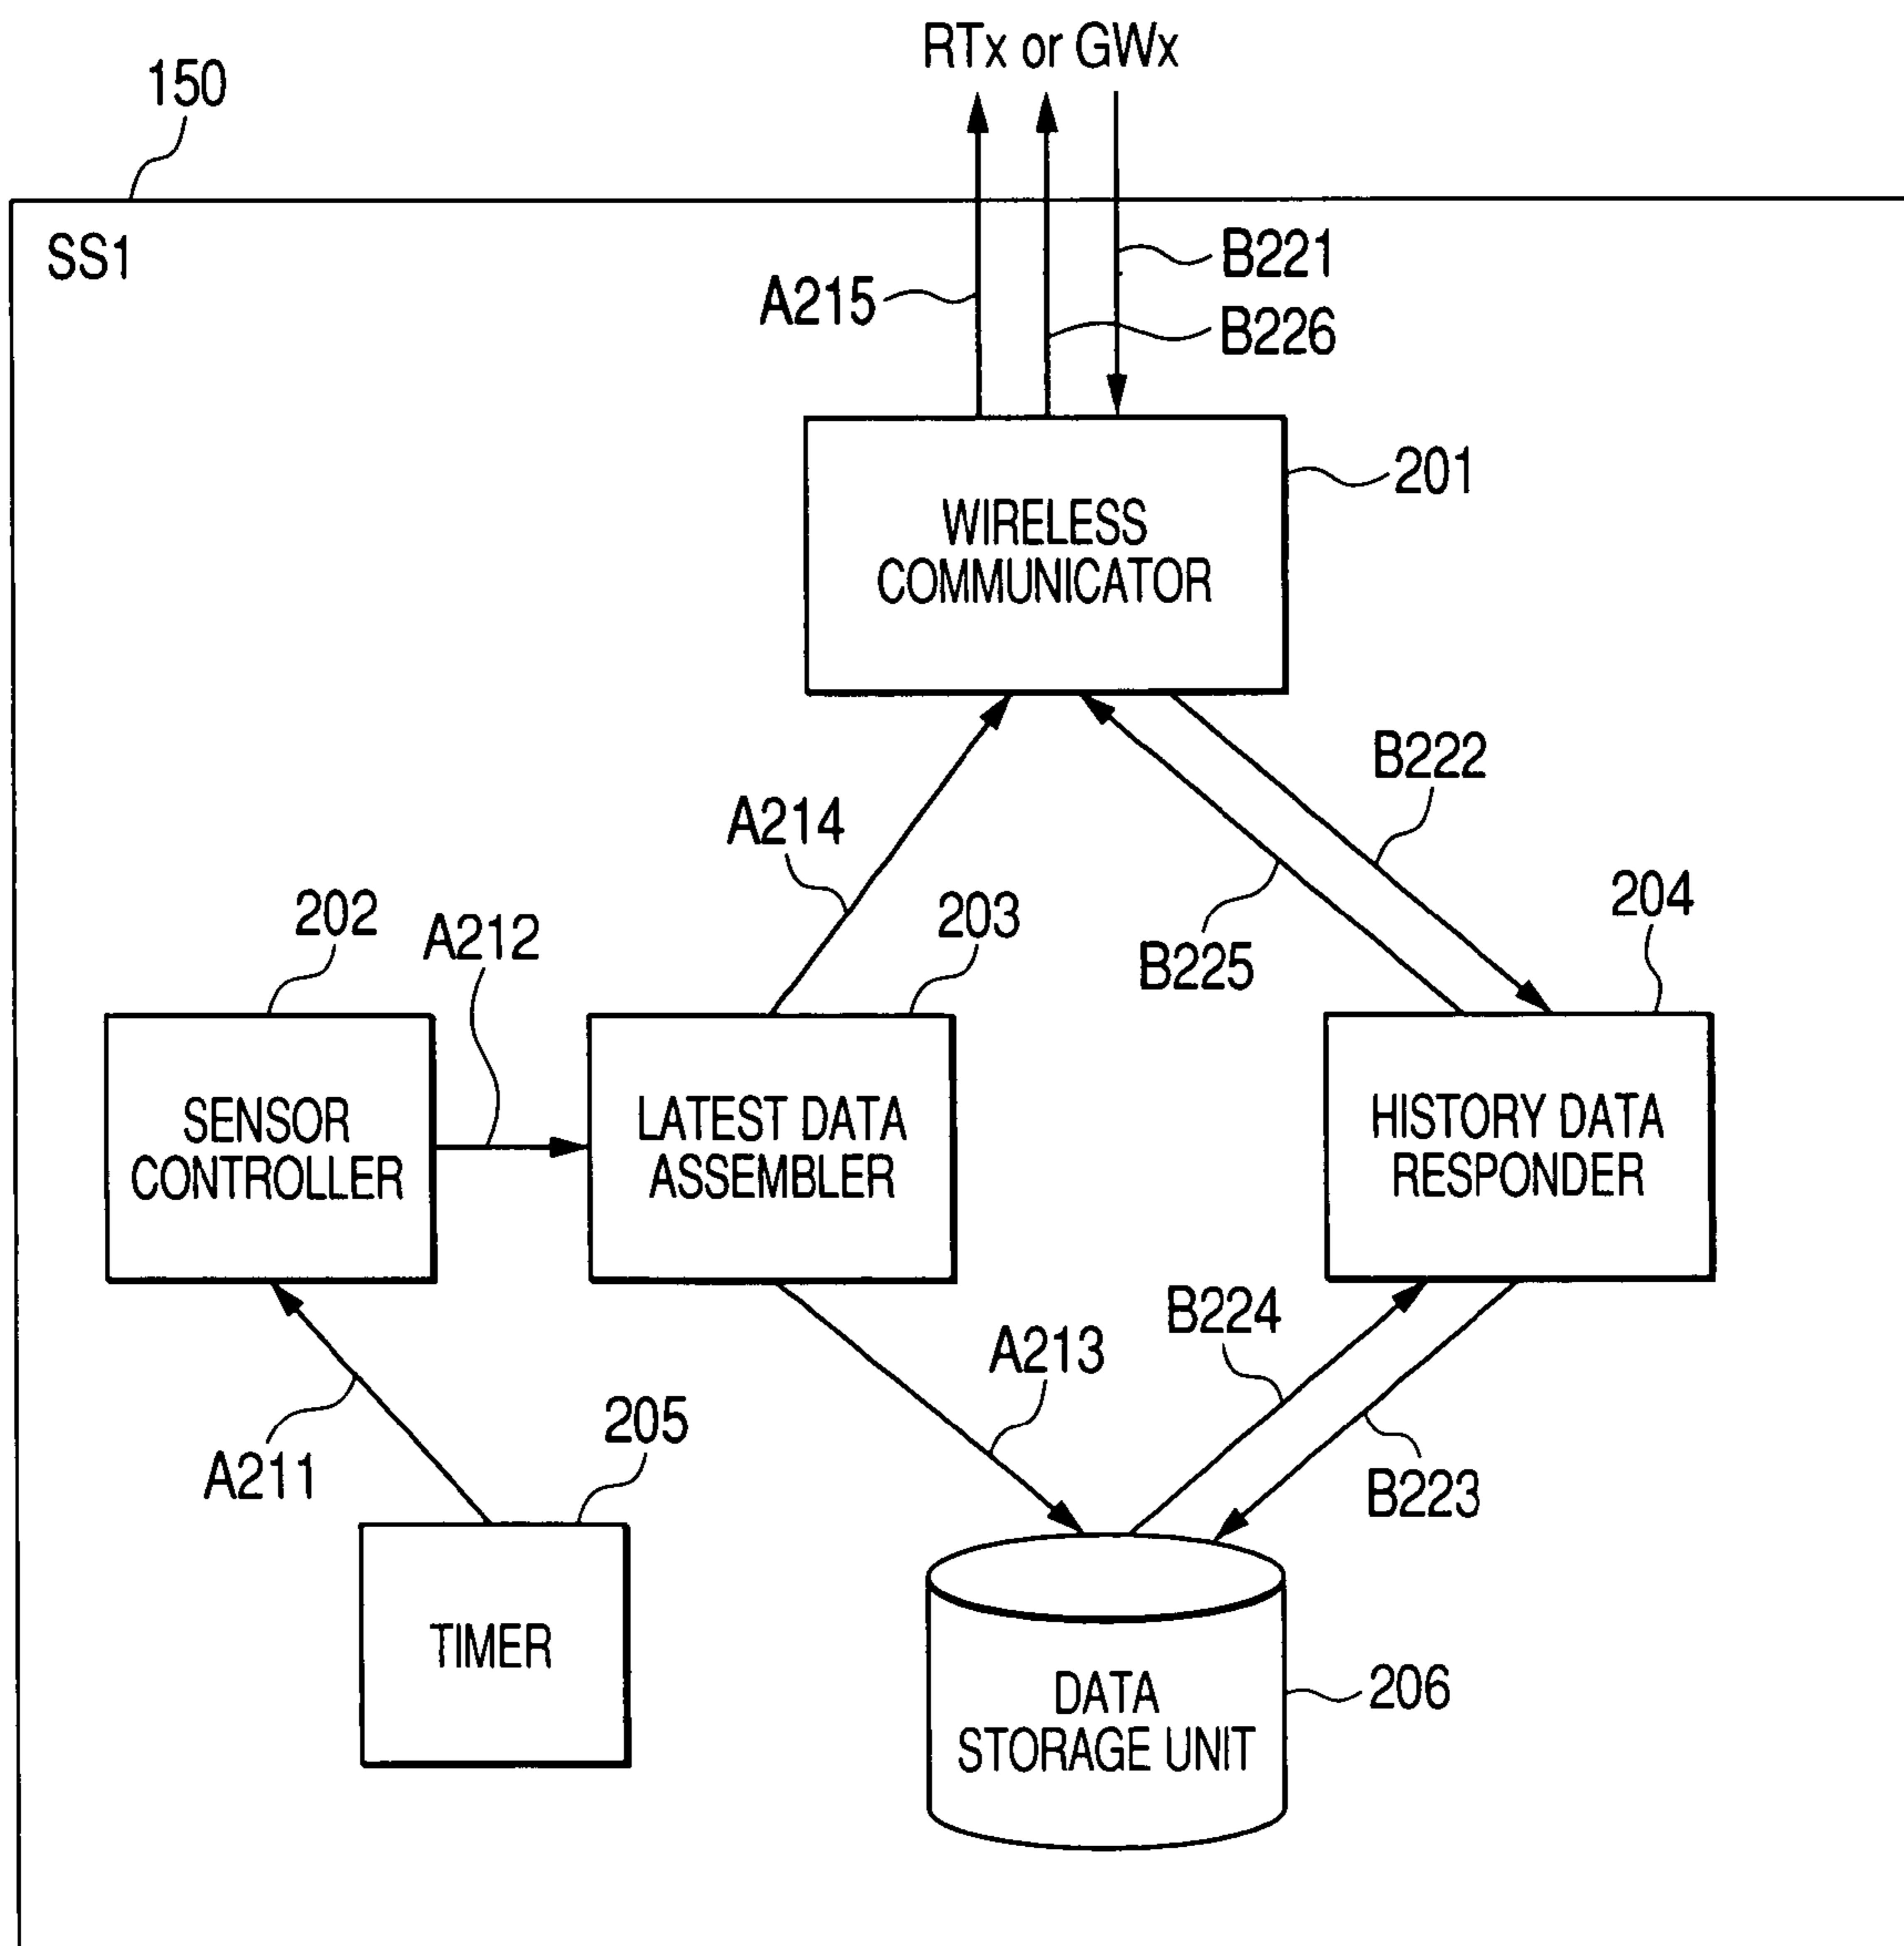 RTx or GWx
150
SS1
B221
A215
B226
201
WIRELESS
COMMUNICATOR
B222
A214
204
202
203
A212
B225
SENSOR
CONTROLLER
LATEST DATA
ASSEMBLER
HISTORY DATA
RESPONDER
B224
A213
205
A211
B223
TIMER
206
DATA
STORAGE UNIT